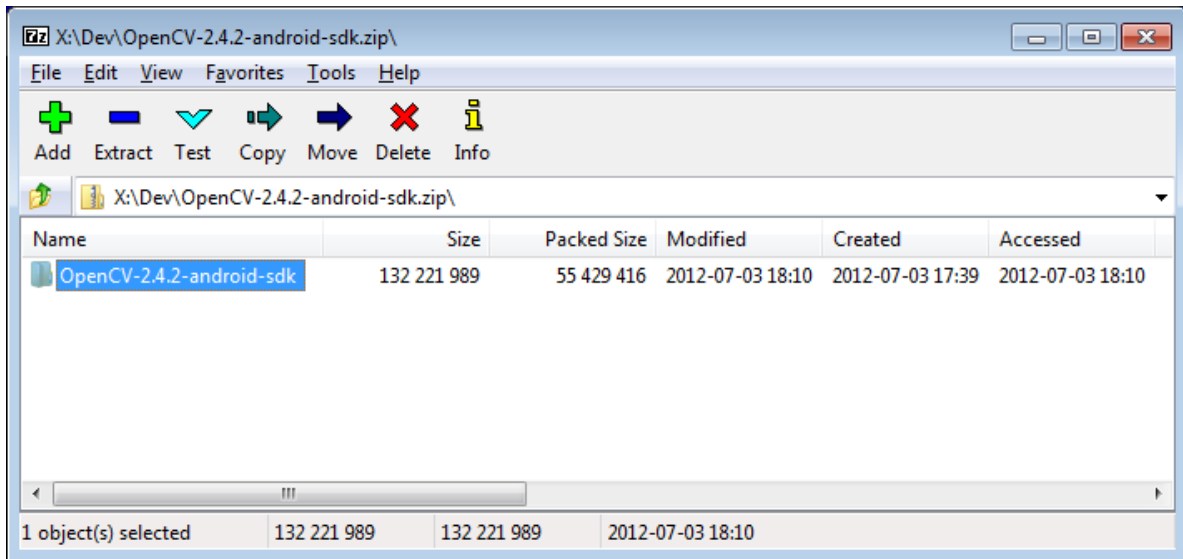 7z X:\Dev\OpenCV-2.4.2-android-sdk.zip\
File Edit View Favorites Tools Help
Add Extract Test Copy Move Delete Info
X:\Dev\OpenCV-2.4.2-android-sdk.zip\
Name Size Packed Size Modified Created Accessed
OpenCV-2.4.2-android-sdk 132 221 989 55 429 416 2012-07-03 18:10 2012-07-03 17:39 2012-07-03 18:10
1 object(s) selected 132 221 989 132 221 989 2012-07-03 18:10